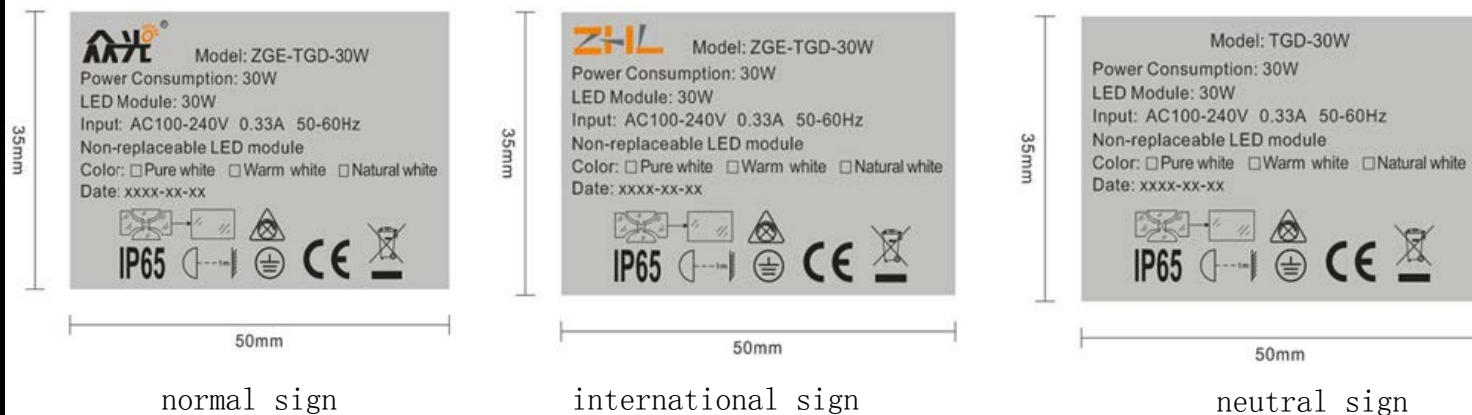 众光®
Model: ZGE-TGD-30W
Power Consumption: 30W
LED Module: 30W
Input: AC100-240V 0.33A 50-60Hz
Non-replaceable LED module
Color: □Pure white □Warm white □Natural white
Date: xxxx-xx-xx
IP65 1m CE
35mm
50mm
normal sign
ZHL
Model: ZGE-TGD-30W
Power Consumption: 30W
LED Module: 30W
Input: AC100-240V 0.33A 50-60Hz
Non-replaceable LED module
Color: □Pure white □Warm white □Natural white
Date: xxxx-xx-xx
IP65 1m CE
35mm
50mm
international sign
Model: TGD-30W
Power Consumption: 30W
LED Module: 30W
Input: AC100-240V 0.33A 50-60Hz
Non-replaceable LED module
Color: □Pure white □Warm white □Natural white
Date: xxxx-xx-xx
IP65 1m CE
35mm
50mm
neutral sign